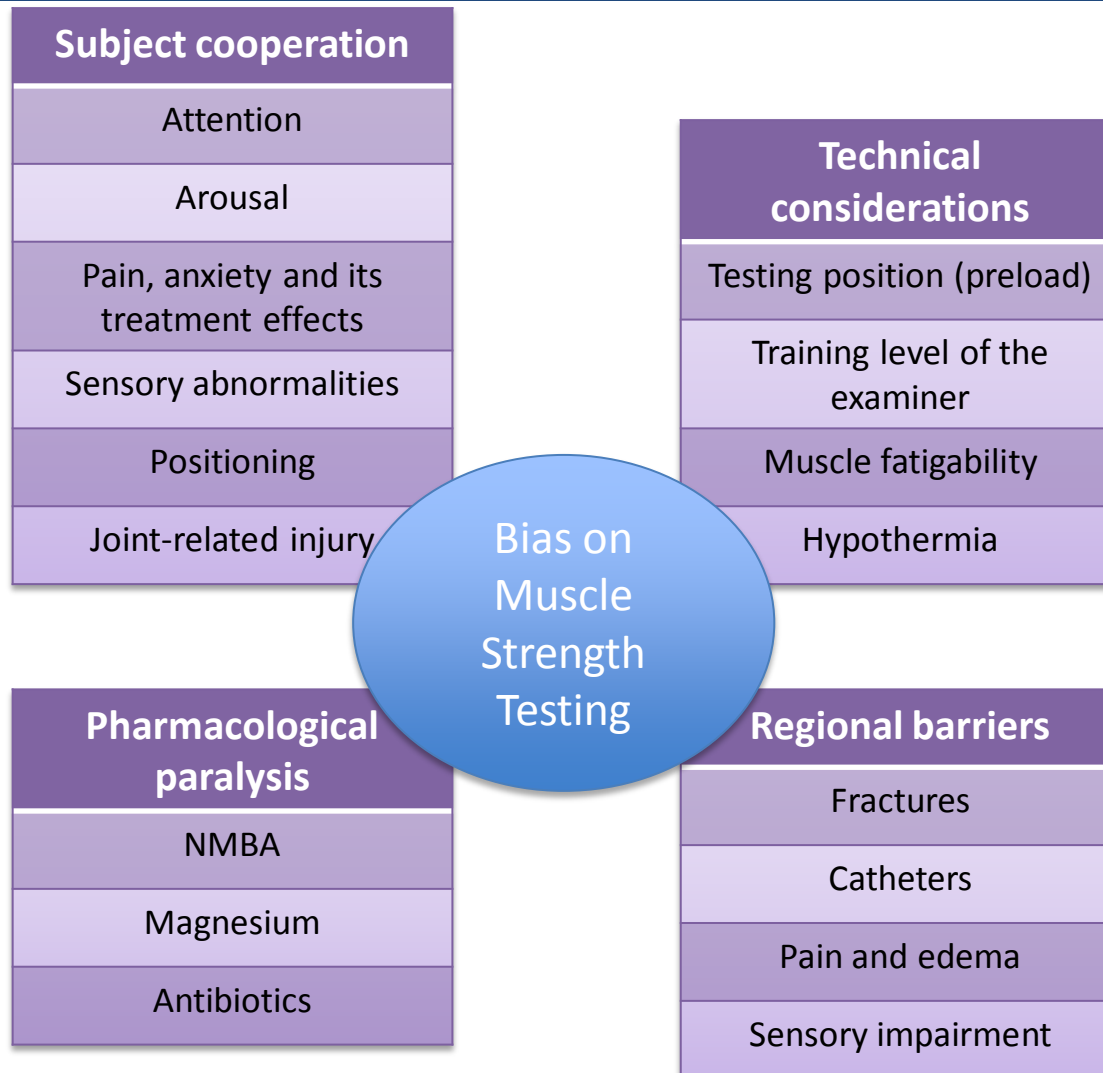 Subject cooperation
Attention
Arousal
Pain, anxiety and its
treatment effects
Sensory abnormalities
Positioning
Joint-related injury
Technical
considerations
Testing position (preload)
Training level of the
examiner
Muscle fatigability
Hypothermia
Bias on
Muscle
Strength
Testing
Pharmacological
paralysis
NMBA
Magnesium
Antibiotics
Regional barriers
Fractures
Catheters
Pain and edema
Sensory impairment